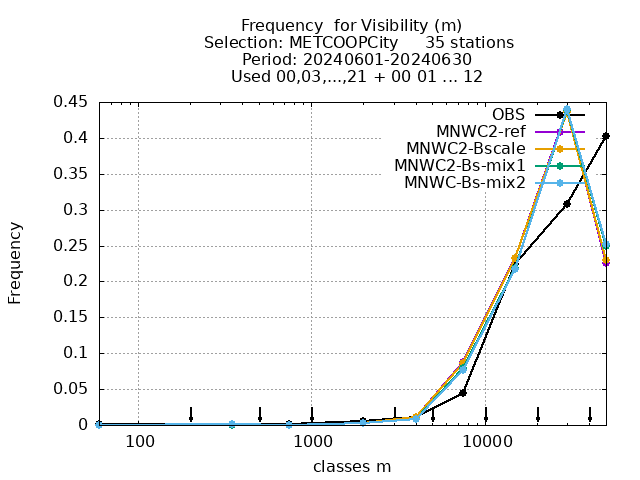 Frequency  for Visibility (m)
Selection: METCOOPCity     35 stations
Period: 20240601-20240630
Used 00,03,...,21 + 00 01 ... 12
OBS
MNWC2-ref
MNWC2-Bscale
MNWC2-Bs-mix1
MNWC-Bs-mix2
Frequency
0.45
0.4
0.35
0.3
0.25
0.2
0.15
0.1
0.05
0
100 1000 10000
classes m